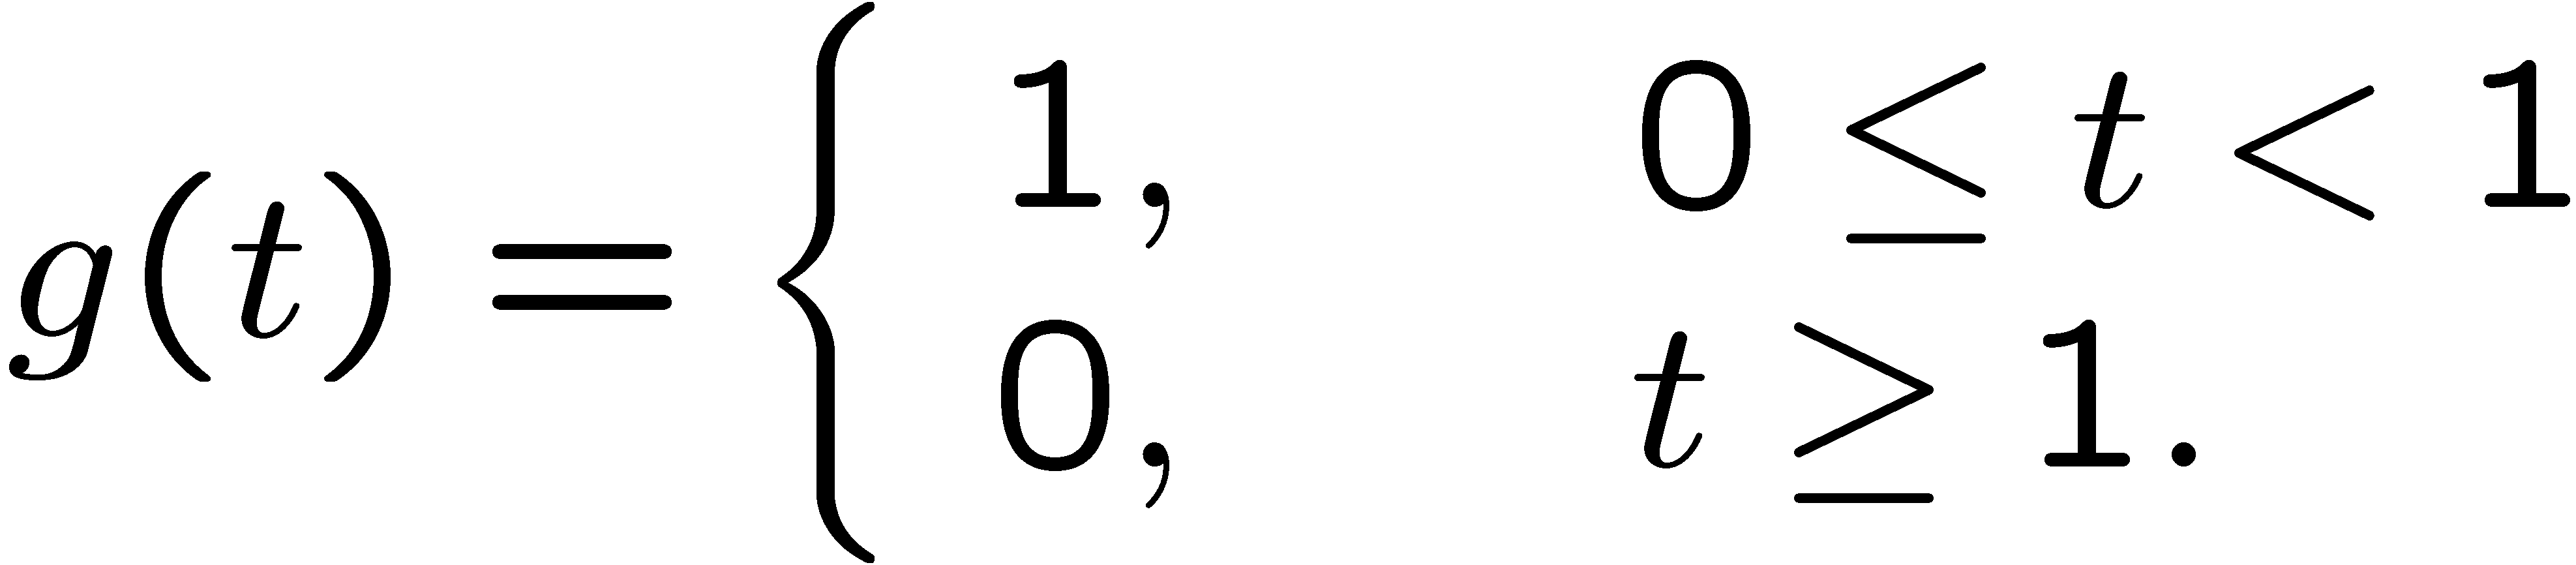 g(t) = { 1, 0 ≤ t < 1
0, t ≥ 1.